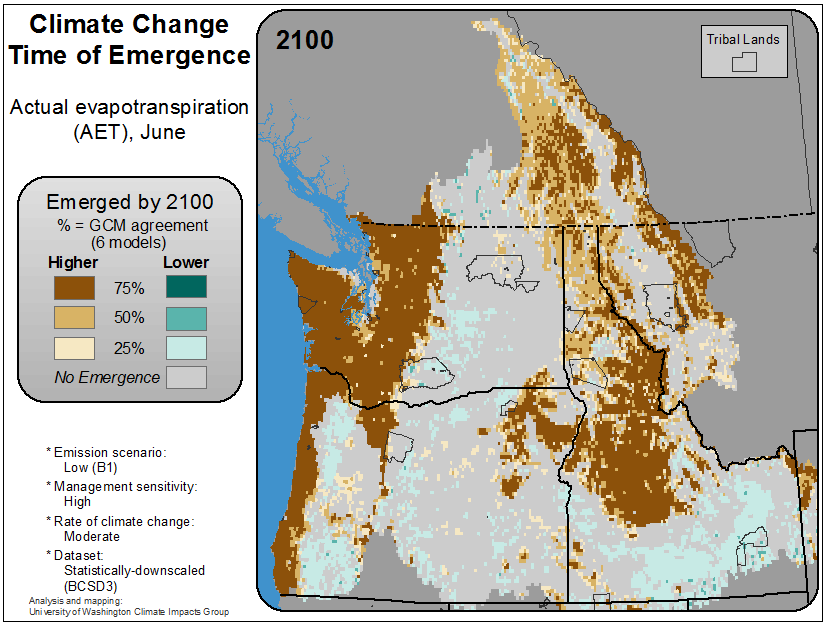 Climate Change
Time of Emergence
Actual evapotranspiration
(AET), June
Emerged by 2100
% = GCM agreement
(6 models)
Higher
Lower
75%
50%
25%
No Emergence
* Emission scenario:
Low (B1)
* Management sensitivity:
High
* Rate of climate change:
Moderate
* Dataset:
Statistically-downscaled
(BCSD3)
Analysis and mapping:
University of Washington Climate Impacts Group
2100
Tribal Lands